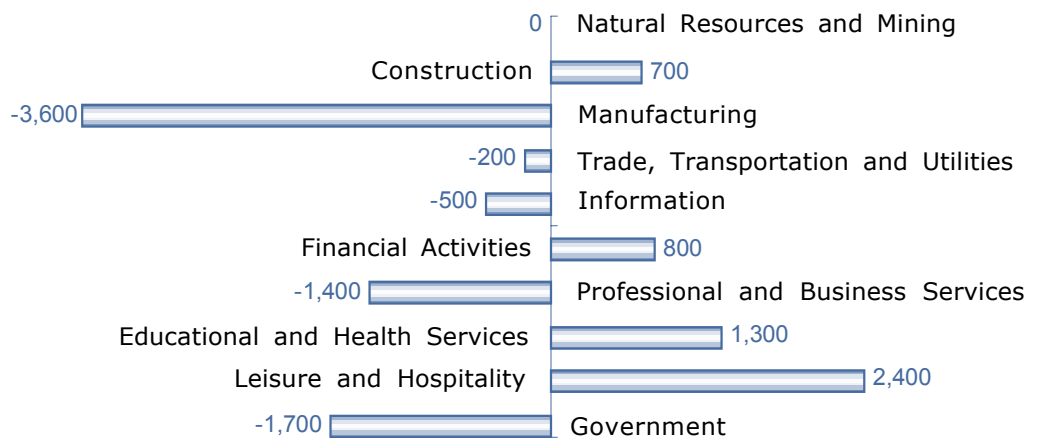 0 Natural Resources and Mining
Construction 700
-3,600 Manufacturing
-200 Trade, Transportation and Utilities
-500 Information
Financial Activities 800
-1,400 Professional and Business Services
Educational and Health Services 1,300
Leisure and Hospitality 2,400
-1,700 Government